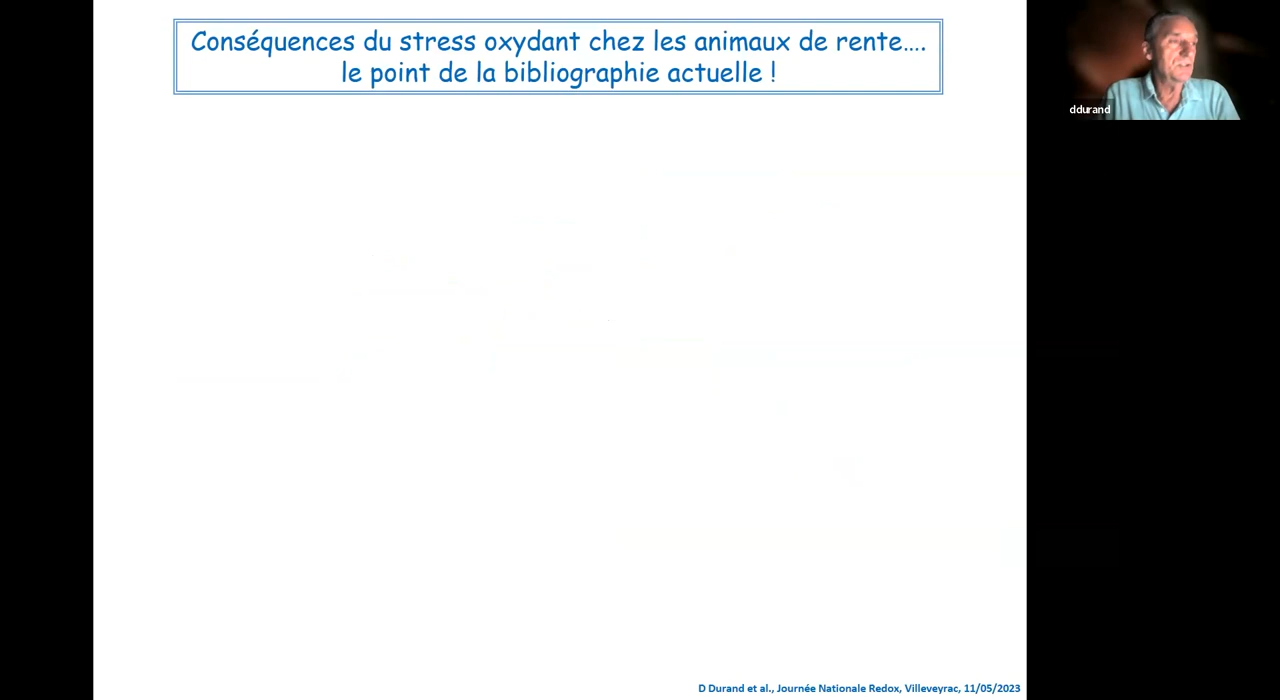 Conséquences du stress oxydant chez les animaux de rente….
le point de la bibliographie actuelle !
ddurand
D Durand et al., Journée Nationale Redox, Villeveyrac, 11/05/2023